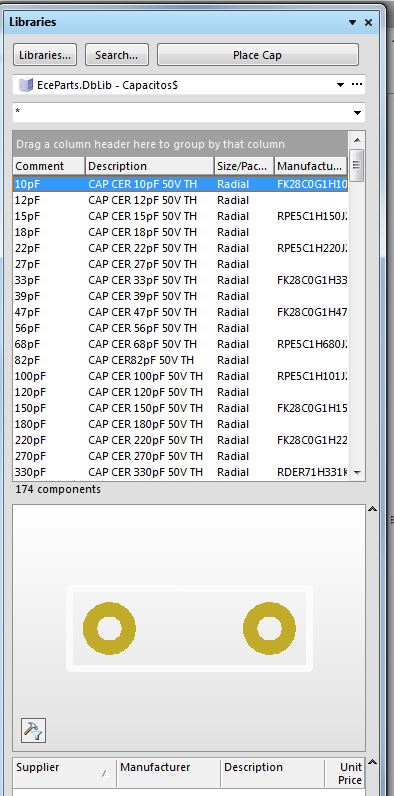 Libraries
Libraries... Search... Place Cap
EceParts.DbLib - Capacitos$ ...
*
Drag a column header here to group by that column
Comment Description Size/Pac... Manufactu...
10pF CAP CER 10pF 50V TH Radial FK28C0G1H10
12pF CAP CER 12pF 50V TH Radial
15pF CAP CER 15pF 50V TH Radial RPE5C1H150J
18pF CAP CER 18pF 50V TH Radial
22pF CAP CER 22pF 50V TH Radial RPE5C1H220J
27pF CAP CER 27pF 50V TH Radial
33pF CAP CER 33pF 50V TH Radial FK28C0G1H33
39pF CAP CER 39pF 50V TH Radial
47pF CAP CER 47pF 50V TH Radial FK28C0G1H47
56pF CAP CER 56pF 50V TH Radial
68pF CAP CER 68pF 50V TH Radial RPE5C1H680J
82pF CAP CER82pF 50V TH Radial
100pF CAP CER 100pF 50V TH Radial RPE5C1H101J
120pF CAP CER 120pF 50V TH Radial
150pF CAP CER 150pF 50V TH Radial FK28C0G1H15
180pF CAP CER 180pF 50V TH Radial
220pF CAP CER 220pF 50V TH Radial FK28C0G1H22
270pF CAP CER 270pF 50V TH Radial
330pF CAP CER 330pF 50V TH Radial RDER71H331K
174 components
Supplier Manufacturer Description Unit
Price